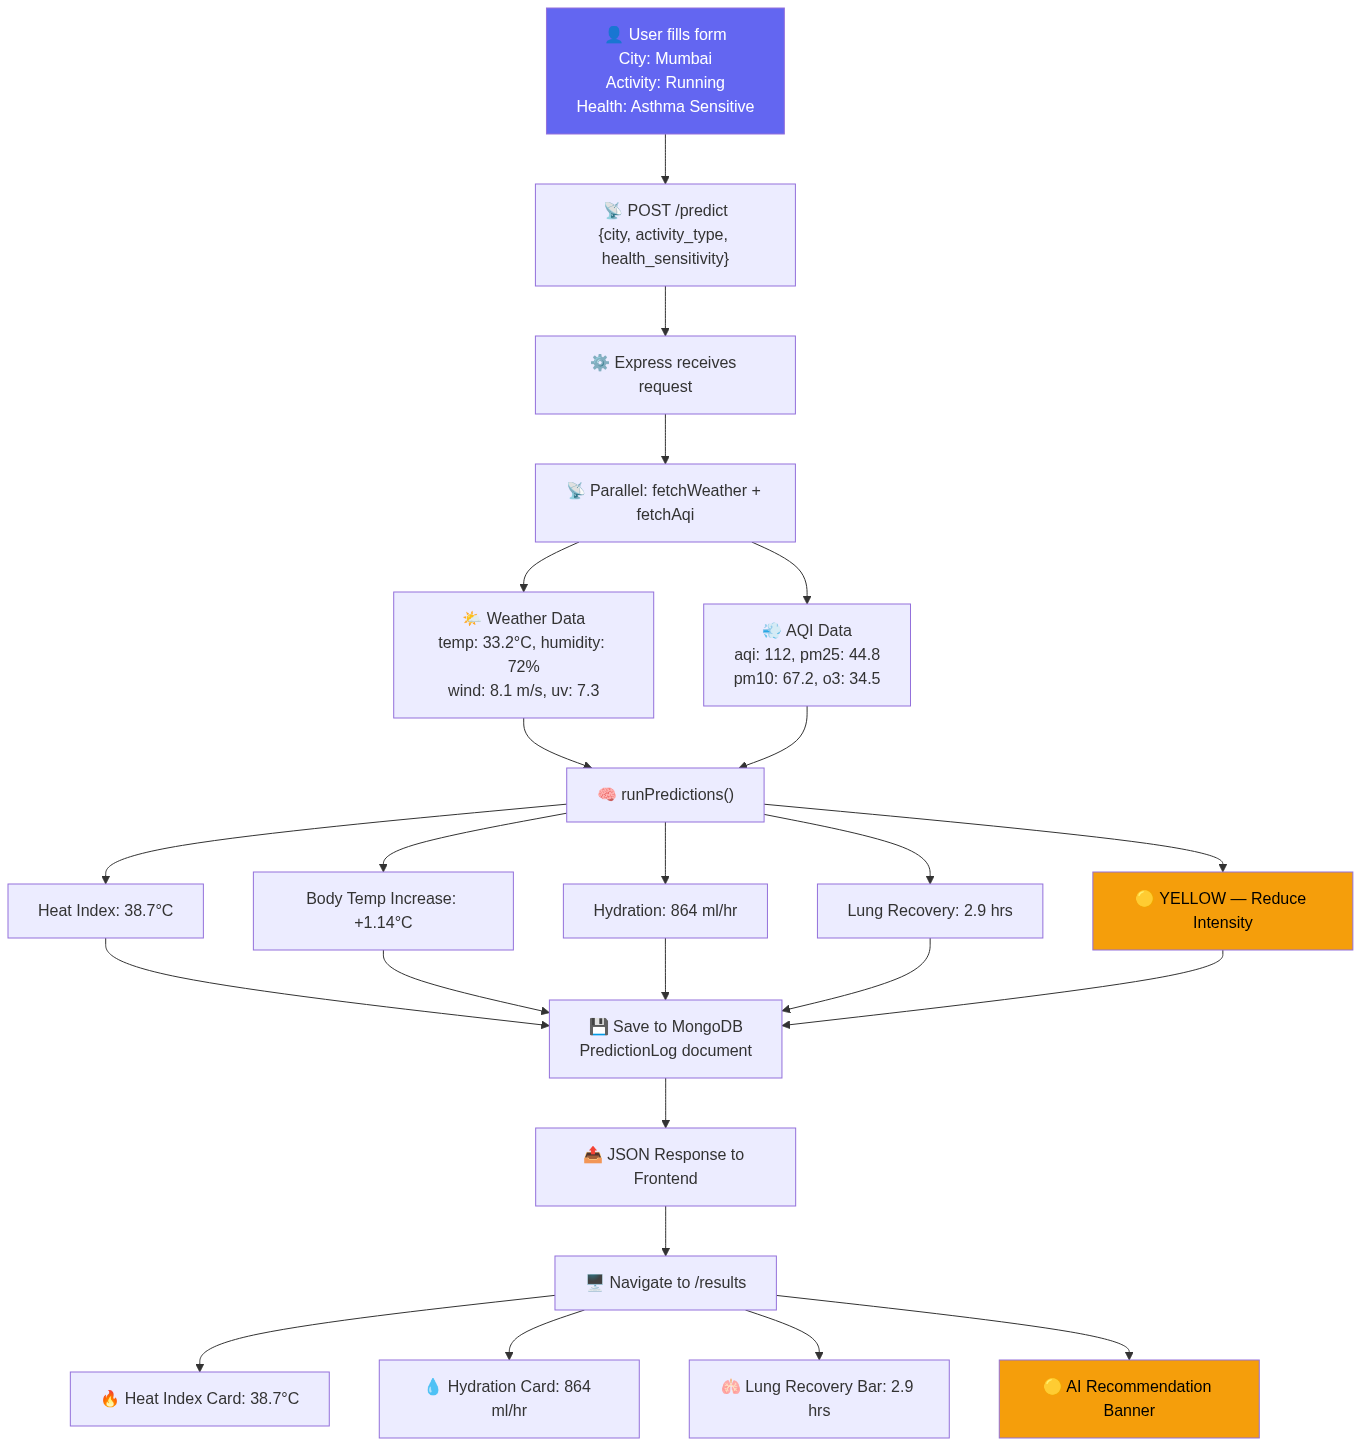 👤 User fills form
City: Mumbai
Activity: Running
Health: Asthma Sensitive
📡 POST /predict
{city, activity_type,
health_sensitivity}
⚙️ Express receives
request
📡 Parallel: fetchWeather +
fetchAqi
🌤️ Weather Data
temp: 33.2°C, humidity:
72%
wind: 8.1 m/s, uv: 7.3
💨 AQI Data
aqi: 112, pm25: 44.8
pm10: 67.2, o3: 34.5
🧠 runPredictions()
Heat Index: 38.7°C
Body Temp Increase:
+1.14°C
Hydration: 864 ml/hr
Lung Recovery: 2.9 hrs
🟡 YELLOW — Reduce
Intensity
💾 Save to MongoDB
PredictionLog document
📤 JSON Response to
Frontend
🖥️ Navigate to /results
🔥 Heat Index Card: 38.7°C
💧 Hydration Card: 864
ml/hr
🫁 Lung Recovery Bar: 2.9
hrs
🟡 AI Recommendation
Banner